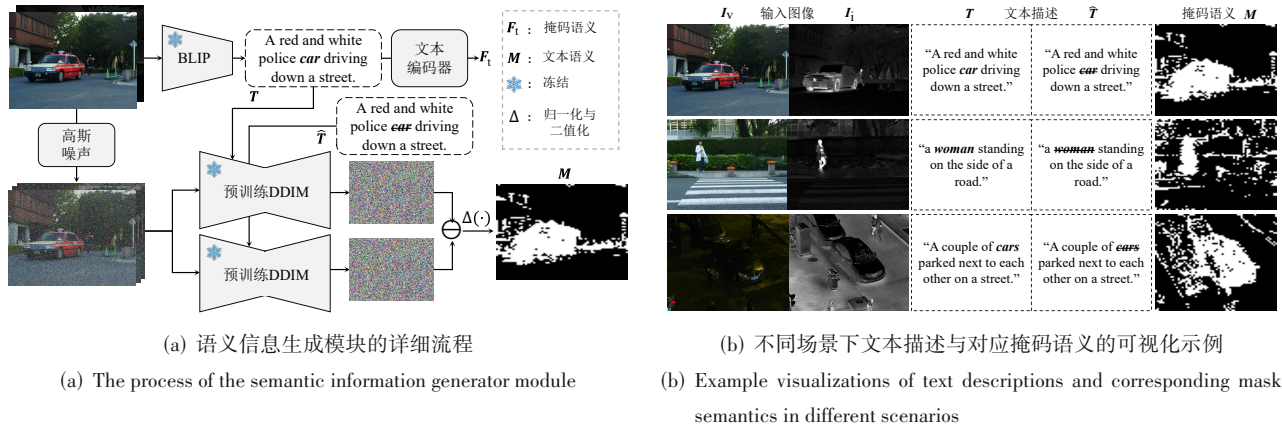 BLIP
A red and white
police car driving
down a street.
文本
编码器
Ft
T
高斯
噪声
A red and white
police car driving
down a street.
T̂
预训练DDIM
预训练DDIM
Δ(·)
M
Ft : 掩码语义
M : 文本语义
冻结
Δ : 归一化与
二值化
(a) 语义信息生成模块的详细流程
(a) The process of the semantic information generator module
Iv 输入图像 Ii T 文本描述 T̂ 掩码语义 M
“A red and white
police car driving
down a street.”
“A red and white
police car driving
down a street.”
“a woman standing
on the side of a
road.”
“a woman standing
on the side of a
road.”
“A couple of cars
parked next to each
other on a street.”
“A couple of cars
parked next to each
other on a street.”
(b) 不同场景下文本描述与对应掩码语义的可视化示例
(b) Example visualizations of text descriptions and corresponding mask
semantics in different scenarios